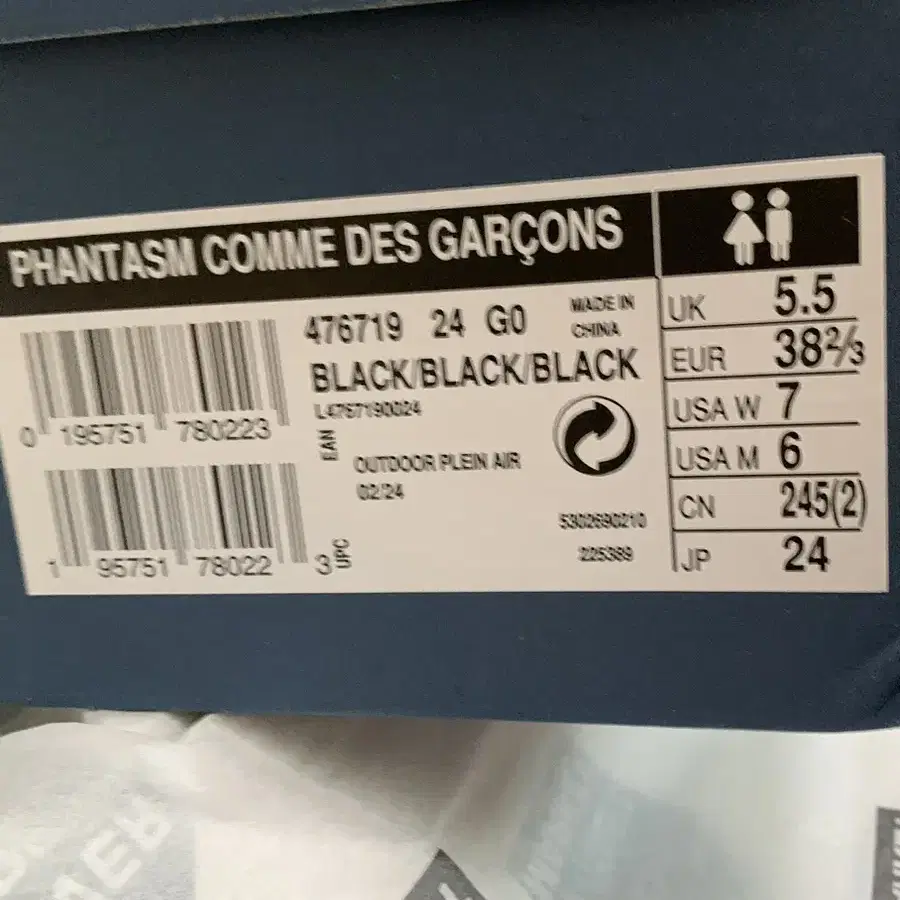 PHANTASM COMME DES GARÇONS
476719 24 G0
MADE IN
CHINA
BLACK/BLACK/BLACK
L4767190024
0 195751 780223
EAN
OUTDOOR PLEIN AIR
02/24
5302690210
225389
1 95751 78022 3
UPC
UK 5.5
EUR 38⅔
USA W 7
USA M 6
CN 245(2)
JP 24